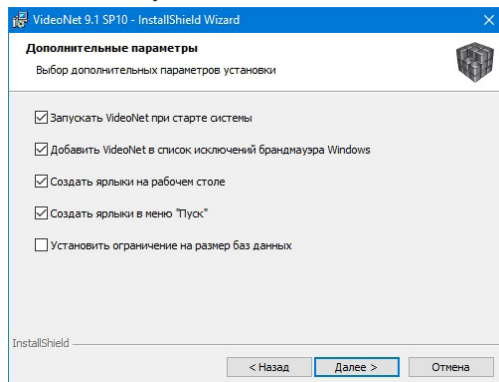 VideoNet 9.1 SP10 - InstallShield Wizard
Дополнительные параметры
Выбор дополнительных параметров установки
Запускать VideoNet при старте системы
Добавить VideoNet в список исключений брандмауэра Windows
Создать ярлыки на рабочем столе
Создать ярлыки в меню "Пуск"
Установить ограничение на размер баз данных
InstallShield
< Назад Далее > Отмена